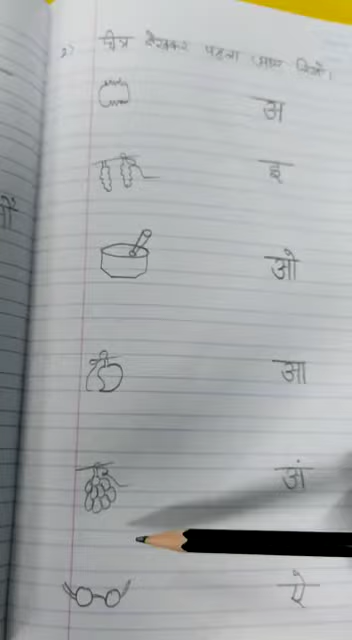 2) चित्र देखकर पहला अक्षर लिखो।
अ
इ
ओ
आ
अं
ऐ